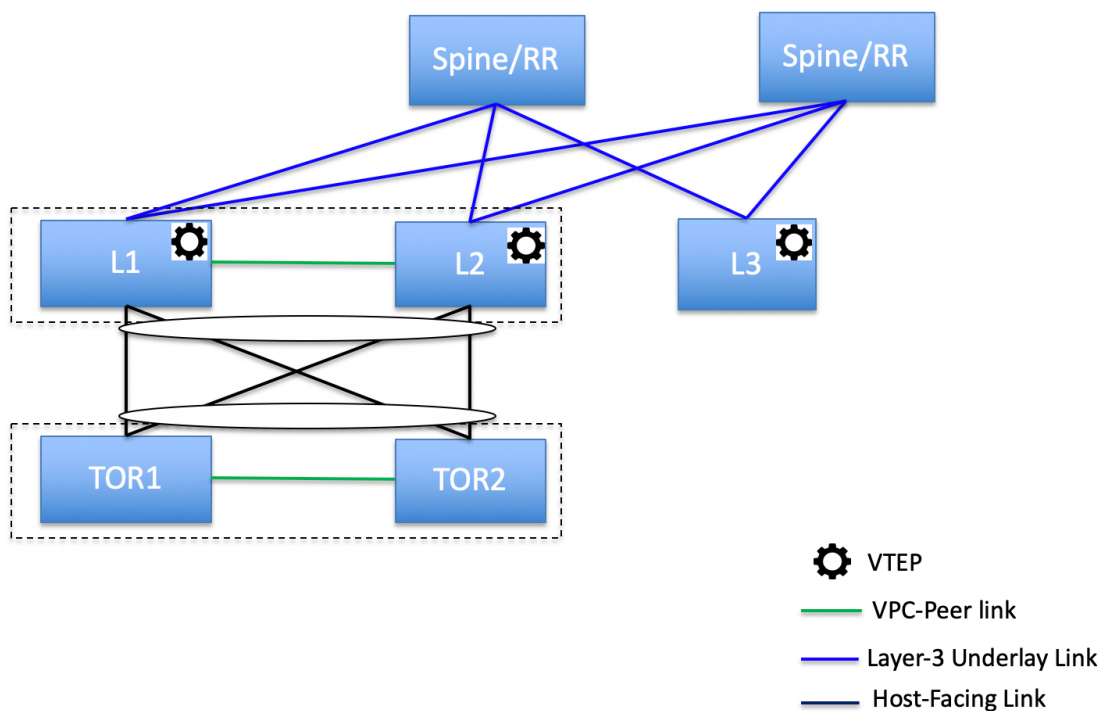 Spine/RR
Spine/RR
L1
L2
L3
TOR1
TOR2
VTEP
VPC-Peer link
Layer-3 Underlay Link
Host-Facing Link